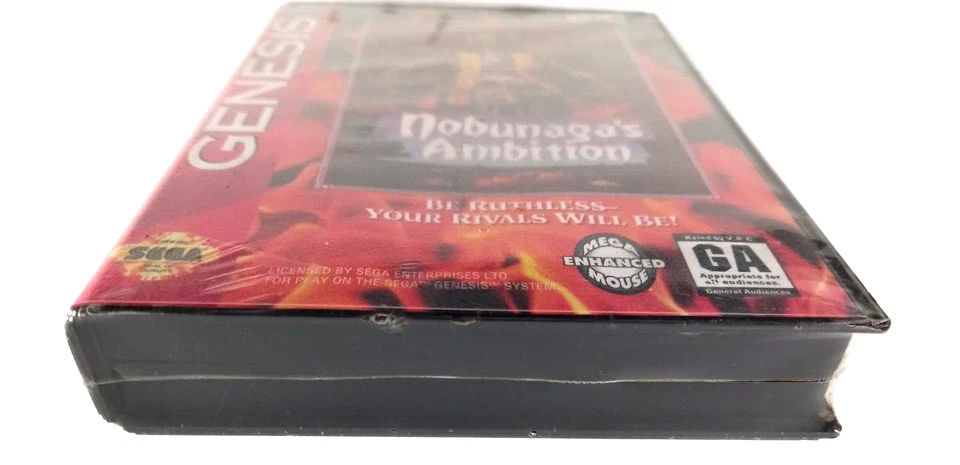 GENESIS
Nobunaga's
Ambition
BE RUTHLESS–
YOUR RIVALS WILL BE!
SEGA
QUALITY
LICENSED BY SEGA ENTERPRISES LTD.
FOR PLAY ON THE SEGA™ GENESIS™ SYSTEM.
MEGA
ENHANCED
MOUSE
Rated by V.R.C.
GA
Appropriate for
all audiences.
General Audiences